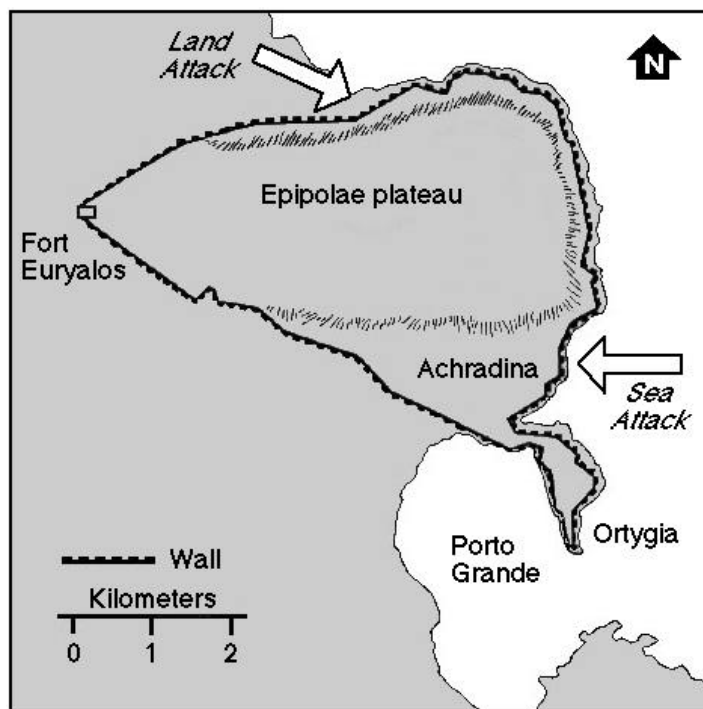 Land
Attack
N
Epipolae plateau
Fort
Euryalos
Achradina
Sea
Attack
Ortygia
Porto
Grande
Wall
Kilometers
0 1 2